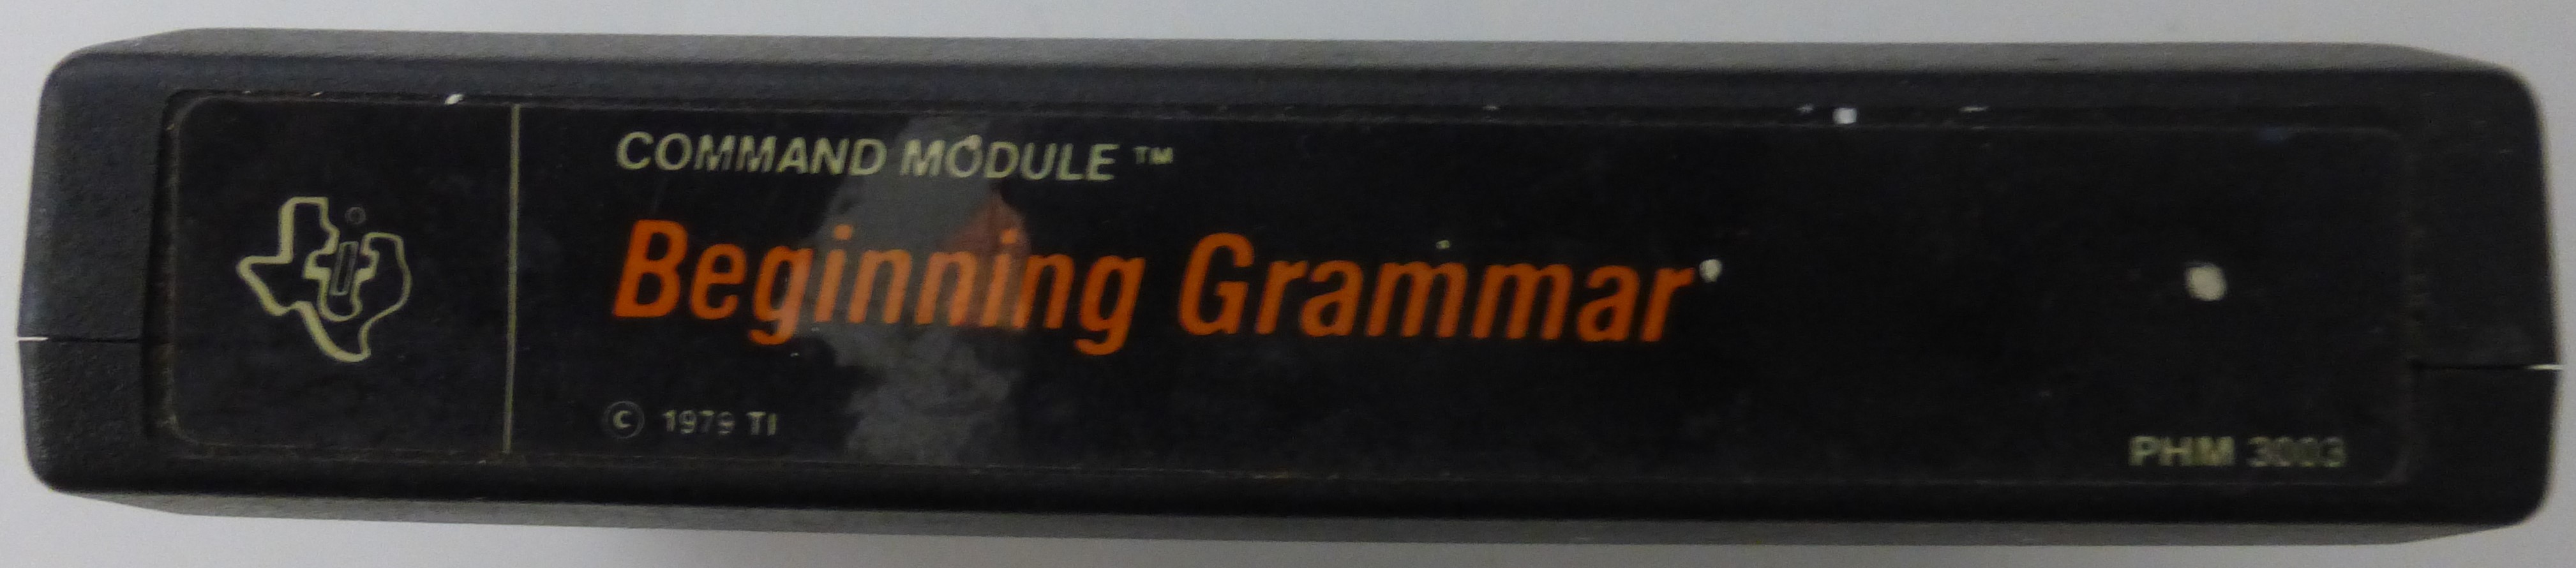 COMMAND MODULE ™
Beginning Grammar
© 1979 TI
PHM 3003